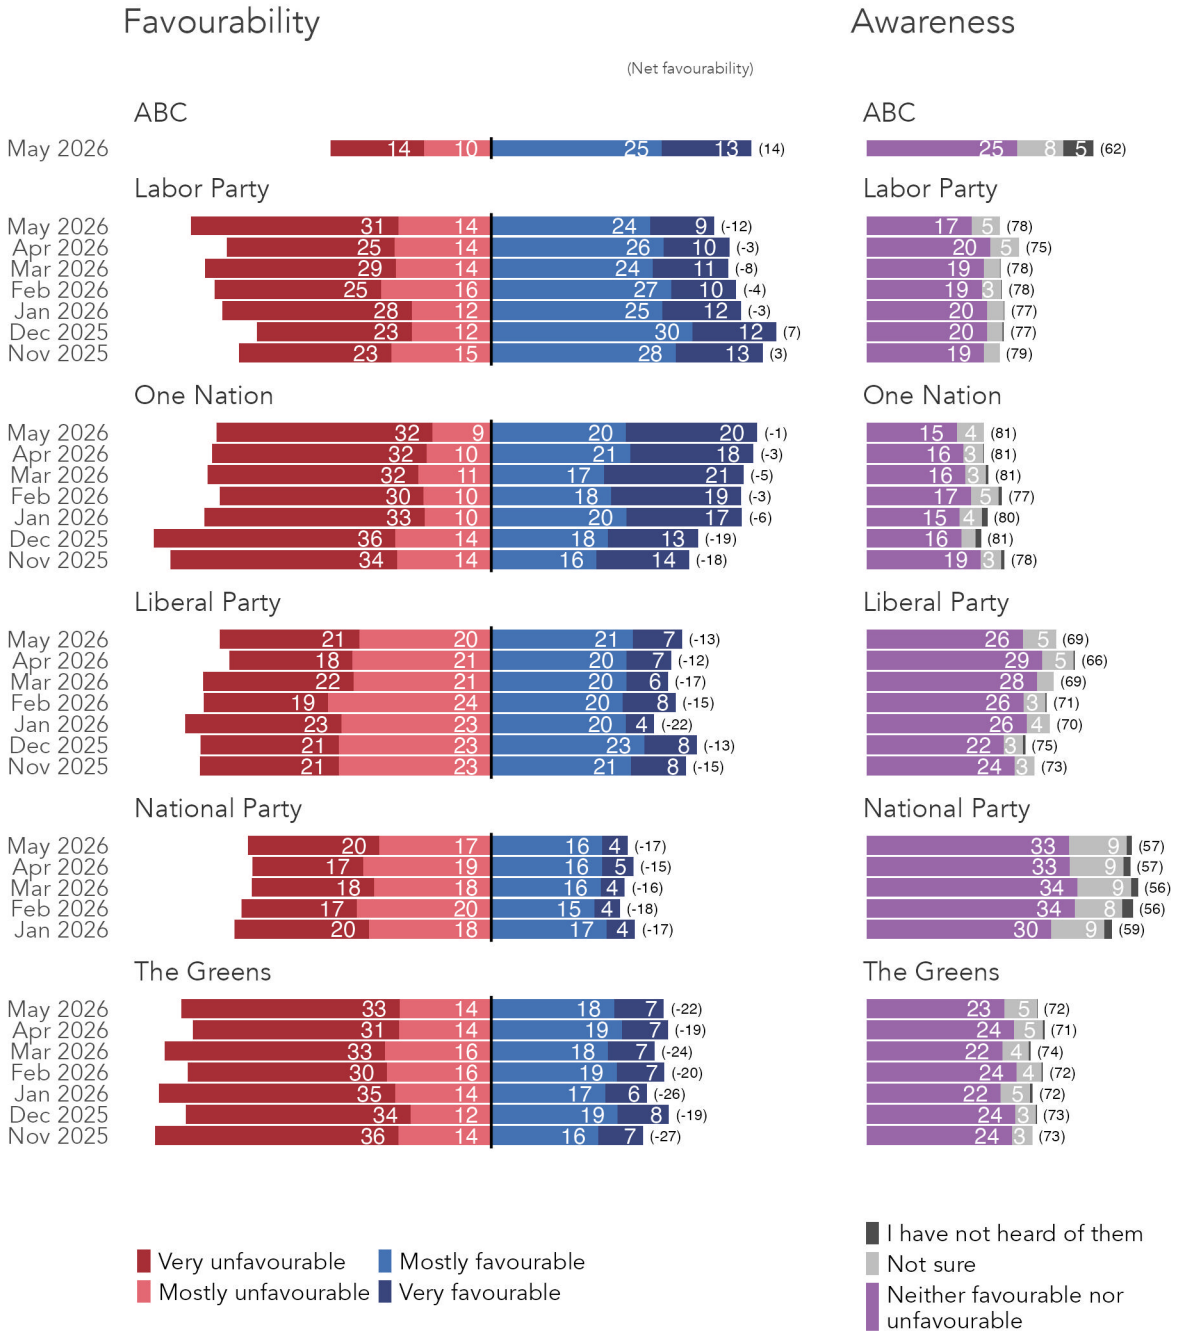 Favourability Awareness
(Net favourability)
ABC ABC
May 2026 14 10 25 13 (14) 25 8 5 (62)
Labor Party Labor Party
May 2026 31 14 24 9 (-12) 17 5 (78)
Apr 2026 25 14 26 10 (-3) 20 5 (75)
Mar 2026 29 14 24 11 (-8) 19 (78)
Feb 2026 25 16 27 10 (-4) 19 3 (78)
Jan 2026 28 12 25 12 (-3) 20 (77)
Dec 2025 23 12 30 12 (7) 20 (77)
Nov 2025 23 15 28 13 (3) 19 (79)
One Nation One Nation
May 2026 32 9 20 20 (-1) 15 4 (81)
Apr 2026 32 10 21 18 (-3) 16 3 (81)
Mar 2026 32 11 17 21 (-5) 16 3 (81)
Feb 2026 30 10 18 19 (-3) 17 5 (77)
Jan 2026 33 10 20 17 (-6) 15 4 (80)
Dec 2025 36 14 18 13 (-19) 16 (81)
Nov 2025 34 14 16 14 (-18) 19 3 (78)
Liberal Party Liberal Party
May 2026 21 20 21 7 (-13) 26 5 (69)
Apr 2026 18 21 20 7 (-12) 29 5 (66)
Mar 2026 22 21 20 6 (-17) 28 (69)
Feb 2026 19 24 20 8 (-15) 26 3 (71)
Jan 2026 23 23 20 4 (-22) 26 4 (70)
Dec 2025 21 23 23 8 (-13) 22 3 (75)
Nov 2025 21 23 21 8 (-15) 24 3 (73)
National Party National Party
May 2026 20 17 16 4 (-17) 33 9 (57)
Apr 2026 17 19 16 5 (-15) 33 9 (57)
Mar 2026 18 18 16 4 (-16) 34 9 (56)
Feb 2026 17 20 15 4 (-18) 34 8 (56)
Jan 2026 20 18 17 4 (-17) 30 9 (59)
The Greens The Greens
May 2026 33 14 18 7 (-22) 23 5 (72)
Apr 2026 31 14 19 7 (-19) 24 5 (71)
Mar 2026 33 16 18 7 (-24) 22 4 (74)
Feb 2026 30 16 19 7 (-20) 24 4 (72)
Jan 2026 35 14 17 6 (-26) 22 5 (72)
Dec 2025 34 12 19 8 (-19) 24 3 (73)
Nov 2025 36 14 16 7 (-27) 24 3 (73)
Very unfavourable Mostly favourable
Mostly unfavourable Very favourable
I have not heard of them
Not sure
Neither favourable nor
unfavourable